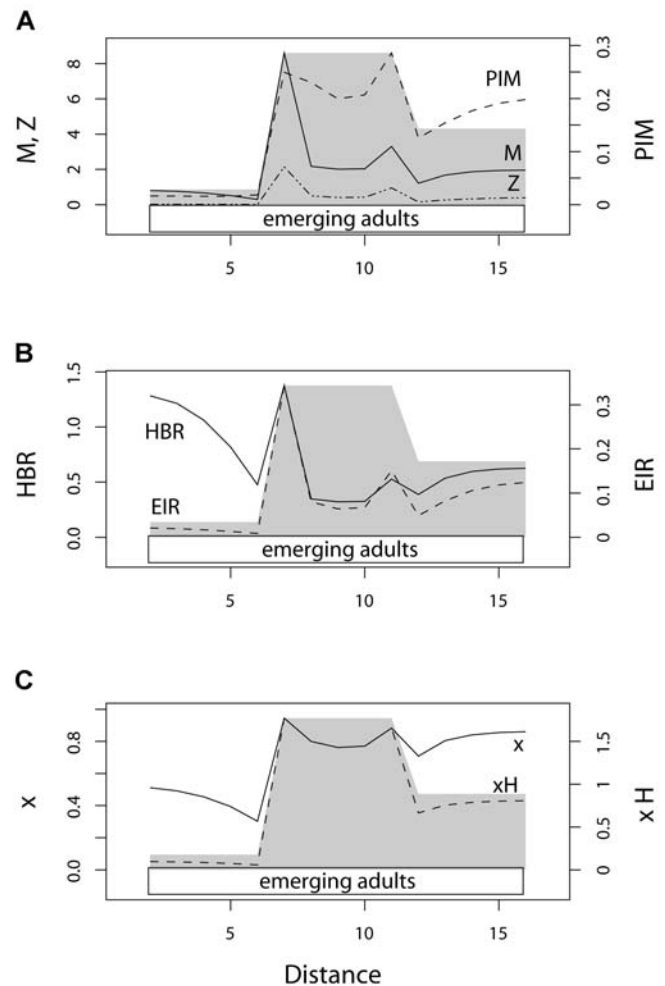 A
M, Z
8
6
4
2
0
PIM
M
Z
emerging adults
0.3
0.2
0.1
0
PIM
5 10 15
B
HBR
1.5
1.0
0.5
0.0
HBR
EIR
emerging adults
0.3
0.2
0.1
0
EIR
5 10 15
C
x
0.8
0.4
0.0
x
xH
emerging adults
1.5
1
0.5
0
x H
5 10 15
Distance